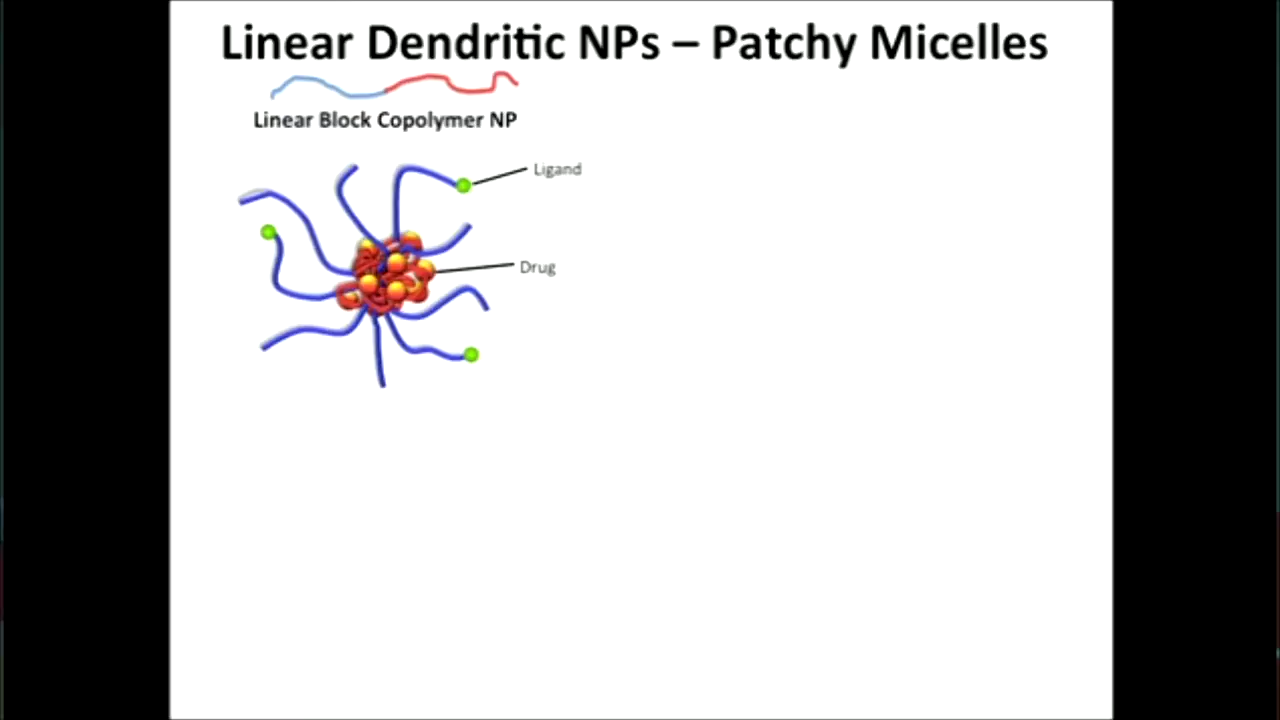 Linear Dendritic NPs – Patchy Micelles
Linear Block Copolymer NP
Ligand
Drug